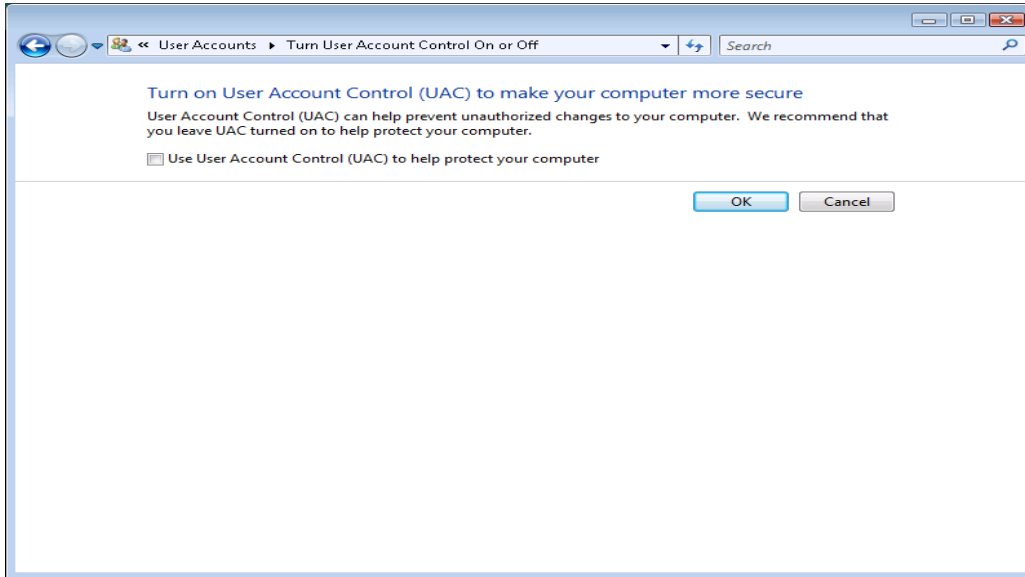 « User Accounts ▸ Turn User Account Control On or Off Search
Turn on User Account Control (UAC) to make your computer more secure
User Account Control (UAC) can help prevent unauthorized changes to your computer. We recommend that
you leave UAC turned on to help protect your computer.
Use User Account Control (UAC) to help protect your computer
OK Cancel